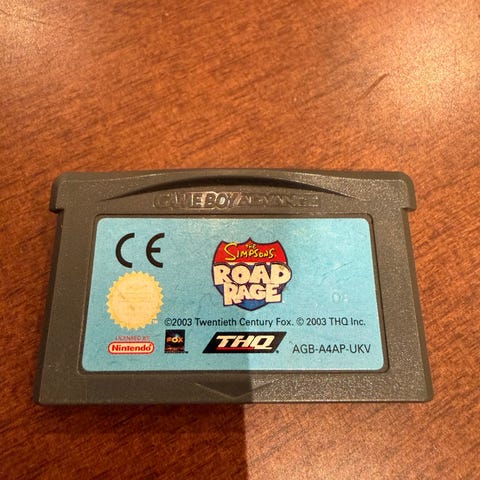 GAME BOY ADVANCE
CE
THE
SIMPSONS
ROAD
RAGE
©2003 Twentieth Century Fox. © 2003 THQ Inc.
LICENSED BY
Nintendo
FOX
THQ
AGB-A4AP-UKV